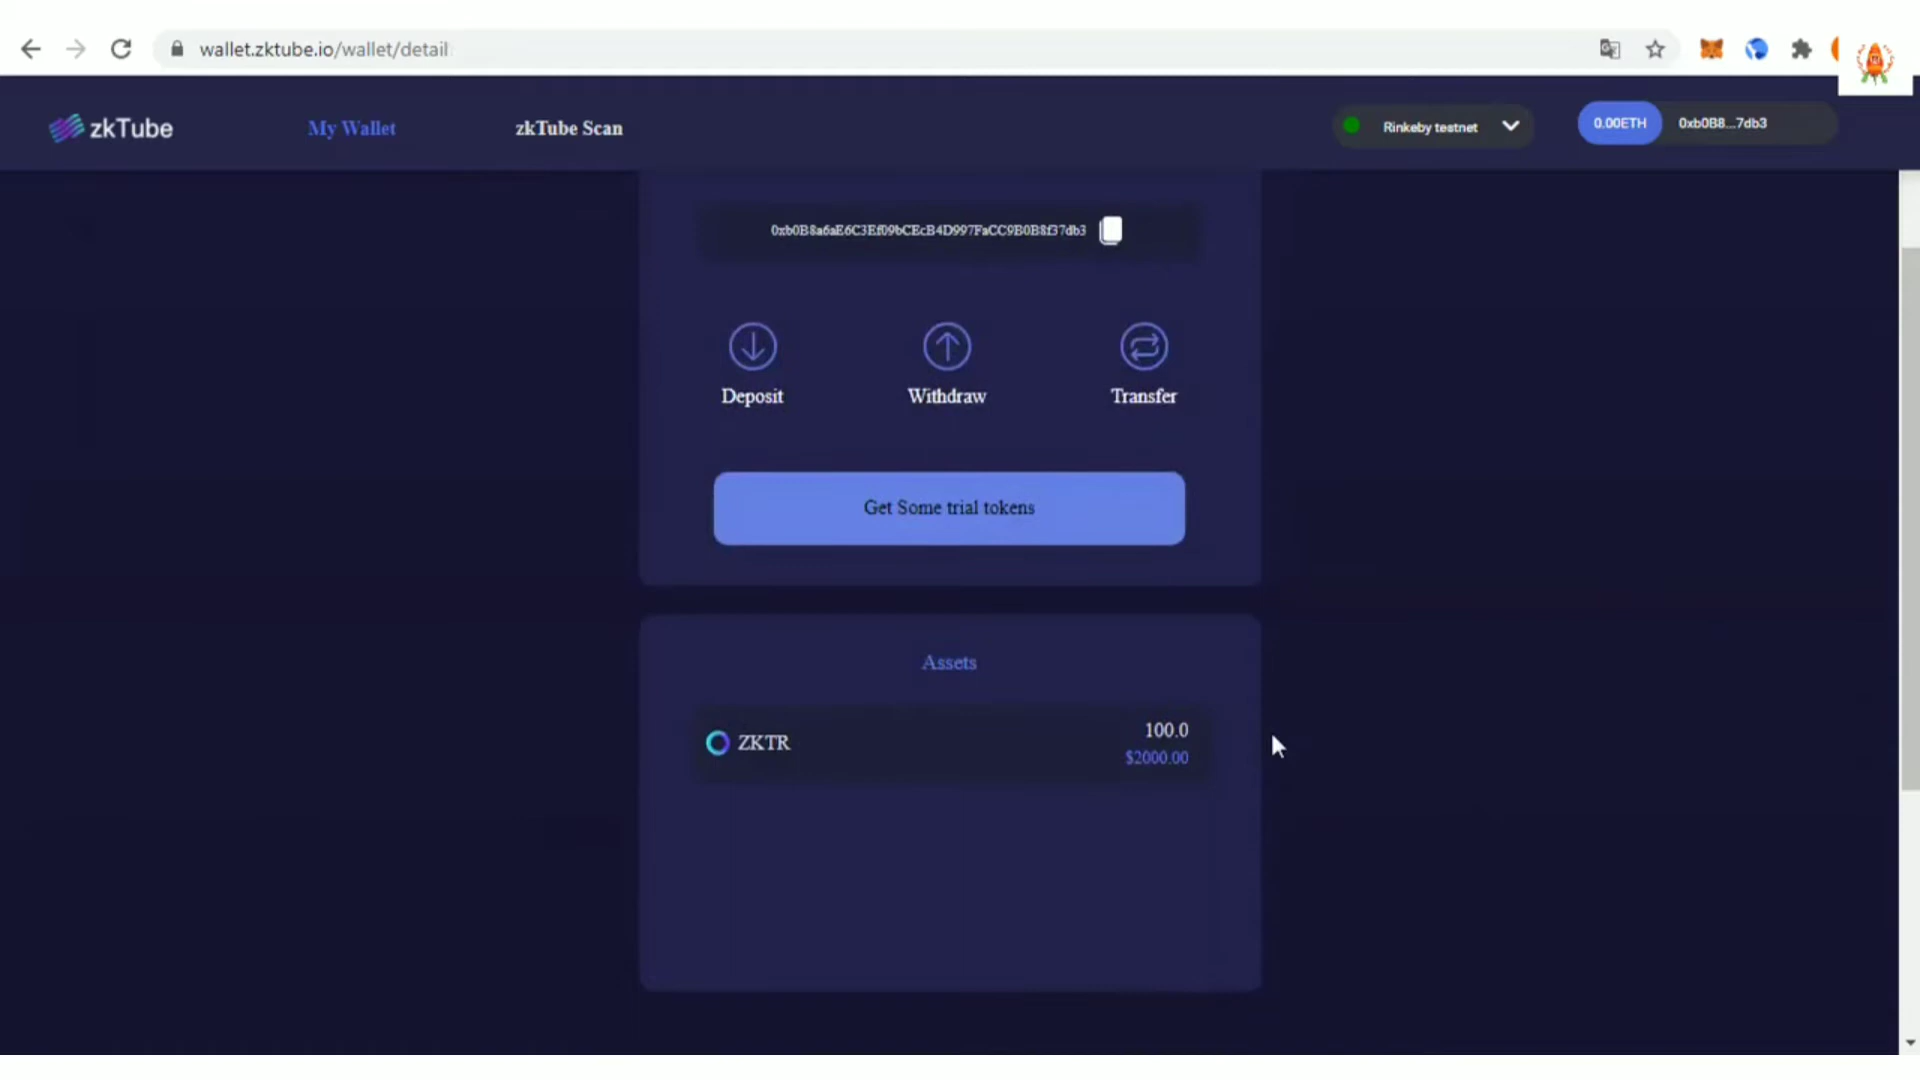 wallet.zktube.io/wallet/detail
zkTube
My Wallet
zkTube Scan
Rinkeby testnet
0.00ETH
0xb0B8...7db3
0xb0B8a6aE6C3Ef09bCEcB4D997FaCC9B0B8f37db3
Deposit
Withdraw
Transfer
Get Some trial tokens
Assets
ZKTR
100.0
$2000.00